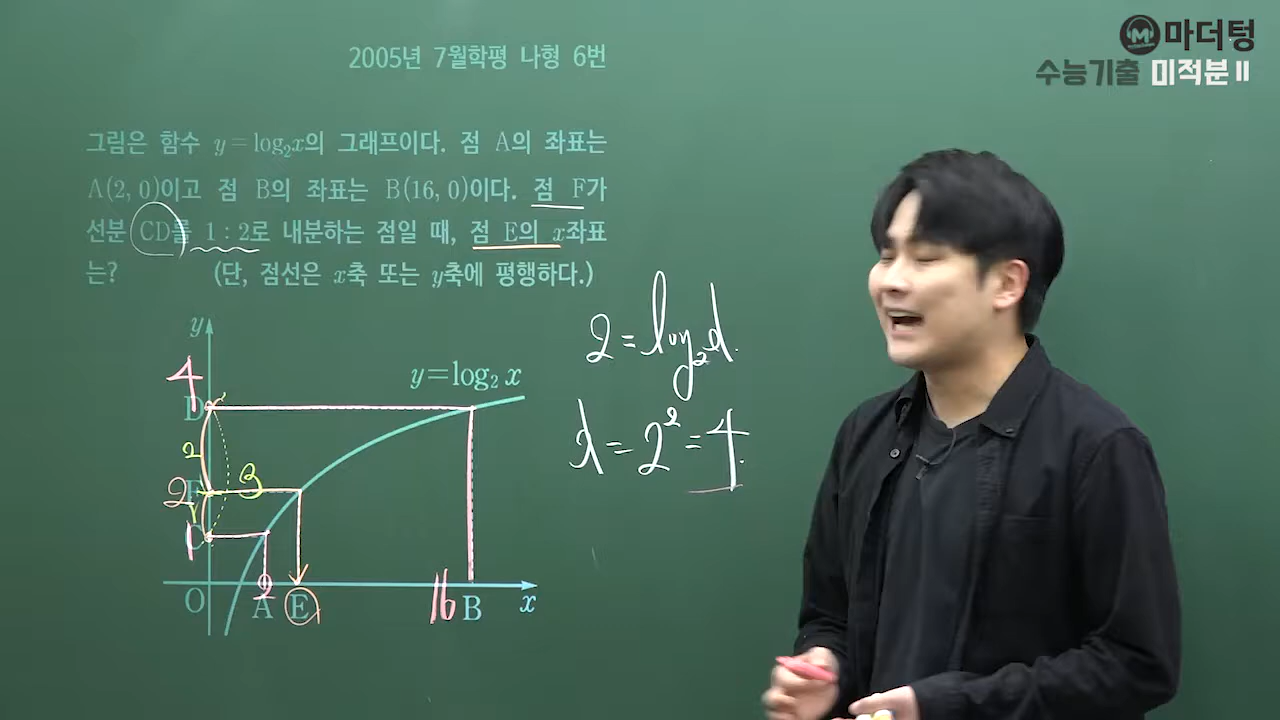 마더텅
수능기출 미적분 II
2005년 7월학평 나형 6번
그림은 함수 y=log₂x의 그래프이다. 점 A의 좌표는
A(2, 0)이고 점 B의 좌표는 B(16, 0)이다. 점 F가
선분 CD를 1 : 2로 내분하는 점일 때, 점 E의 x좌표
는? (단, 점선은 x축 또는 y축에 평행하다.)
2=log₂d.
d=2²=4.
y
4
D
y=log₂ x
2
3
2 F
1
1
O
2
A
E
16
B
x